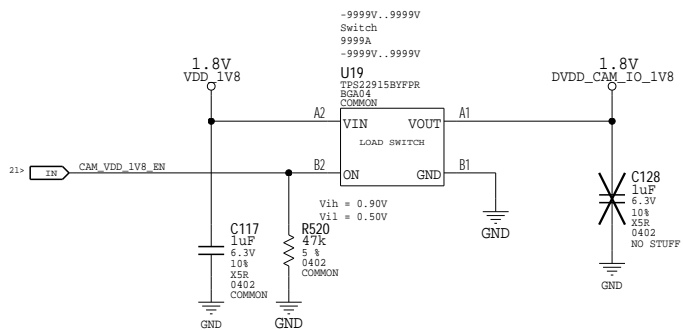 -9999V..9999V
Switch
9999A
-9999V..9999V
1.8V
VDD_1V8
U19
TPS22915BYFPR
BGA04
COMMON
1.8V
DVDD_CAM_IO_1V8
A2
VIN
VOUT
A1
LOAD SWITCH
21>
IN
CAM_VDD_1V8_EN
B2
ON
GND
B1
Vih = 0.90V
Vil = 0.50V
C117
1uF
6.3V
10%
X5R
0402
COMMON
R520
47k
5 %
0402
COMMON
GND
C128
1uF
6.3V
10%
X5R
0402
NO STUFF
GND
GND
GND